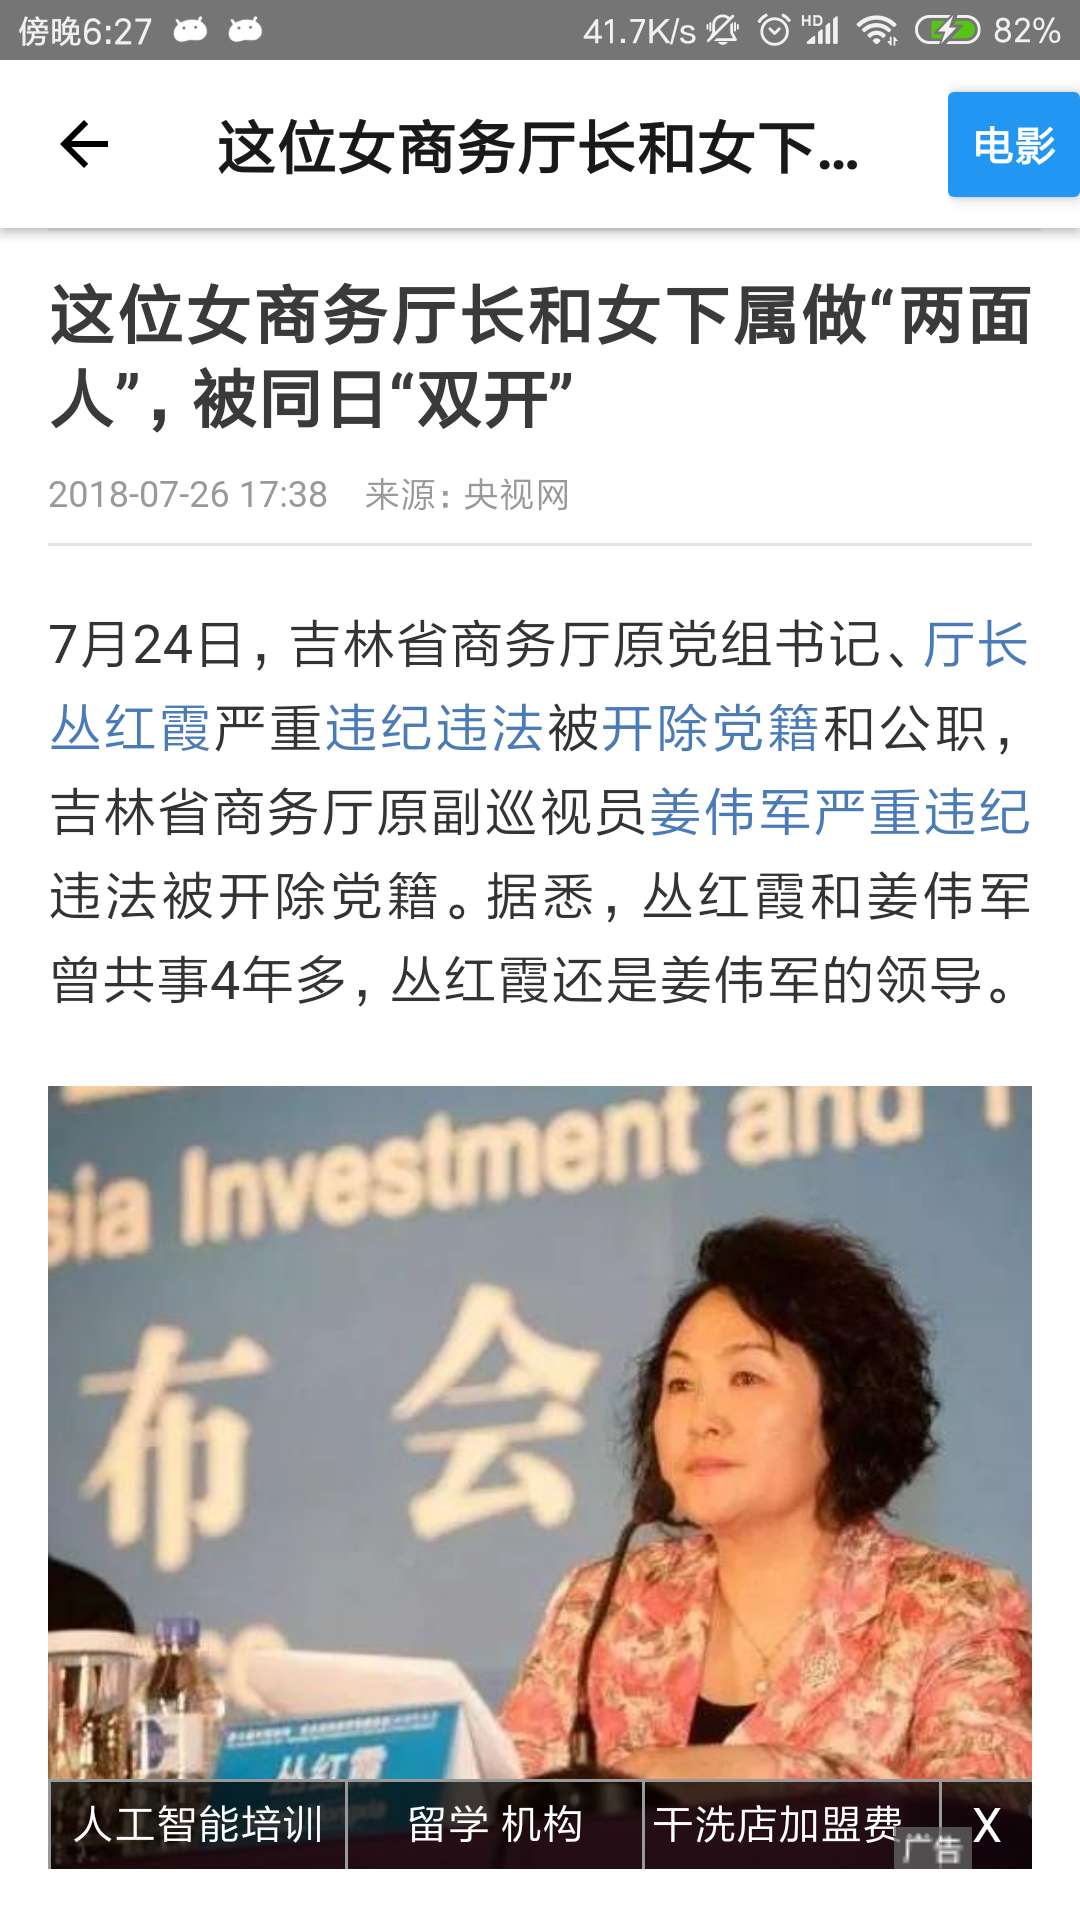 傍晚6:27
41.7K/s
HD
82%
这位女商务厅长和女下...
电影
这位女商务厅长和女下属做“两面
人”，被同日“双开”
2018-07-26 17:38 来源：央视网
7月24日，吉林省商务厅原党组书记、厅长
丛红霞严重违纪违法被开除党籍和公职，
吉林省商务厅原副巡视员姜伟军严重违纪
违法被开除党籍。据悉，丛红霞和姜伟军
曾共事4年多，丛红霞还是姜伟军的领导。
sia Investment and
布会
丛红霞
人工智能培训
留学 机构
干洗店加盟费
X
广告